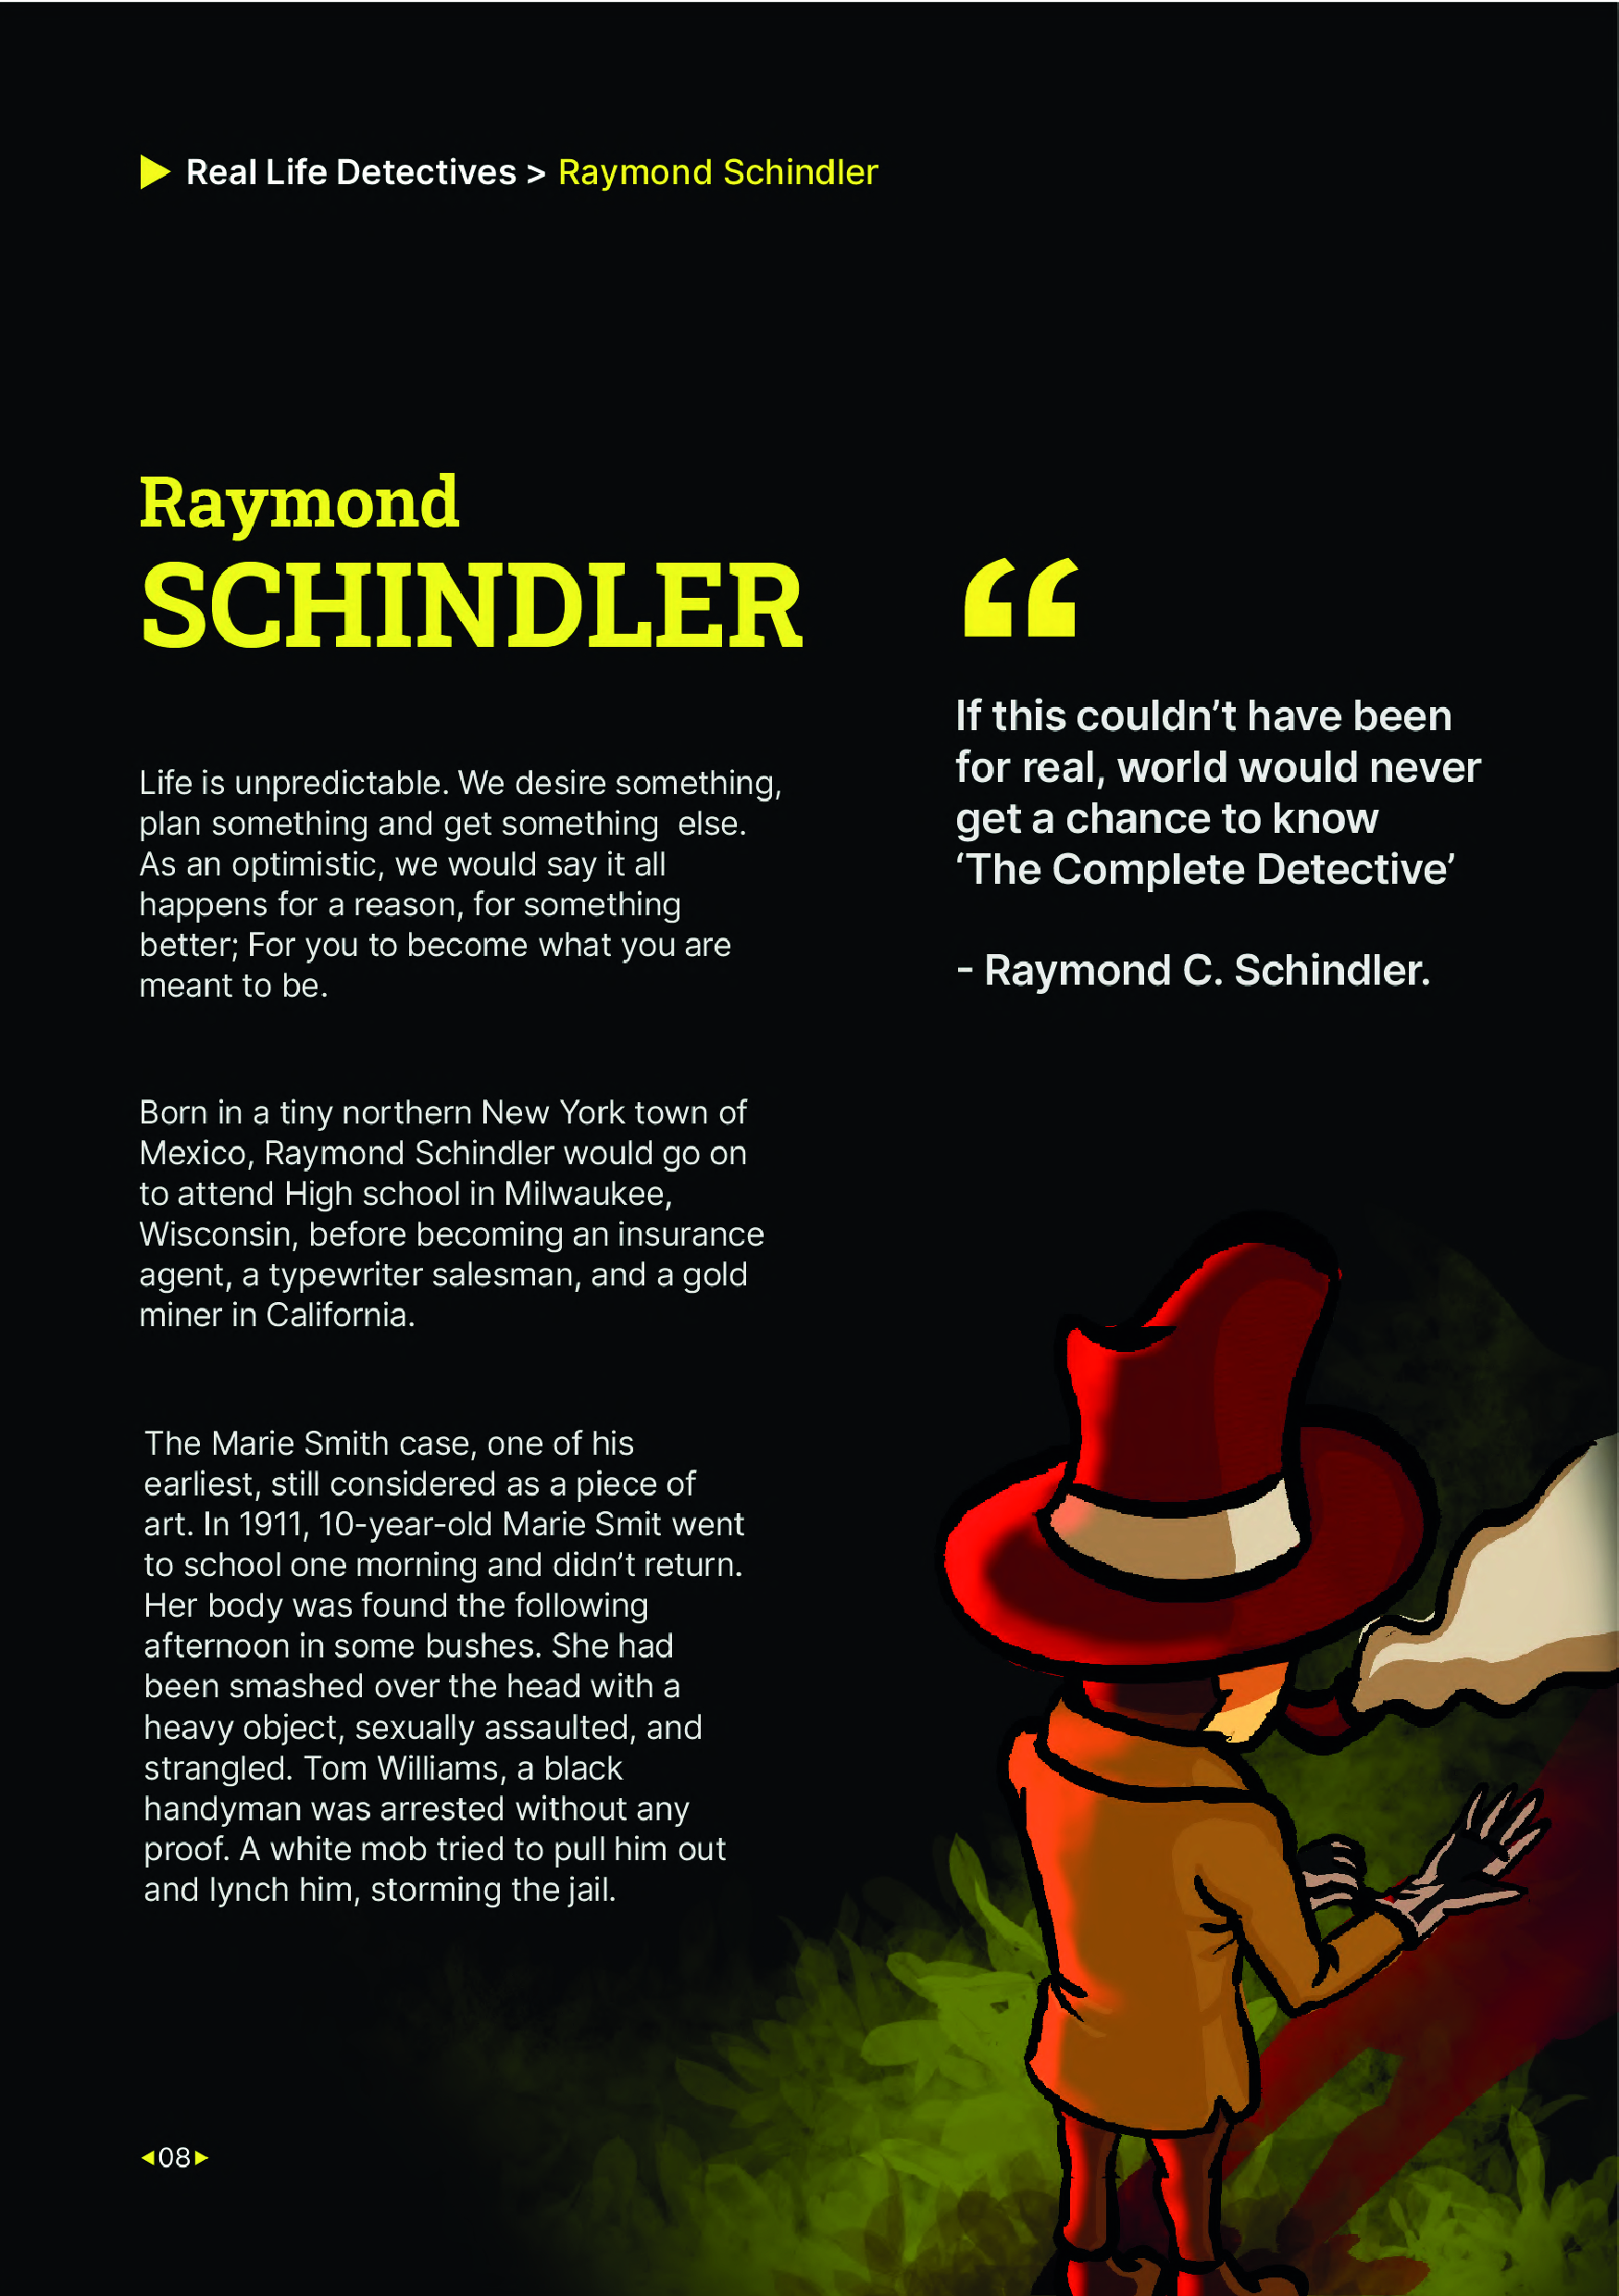 Real Life Detectives > Raymond Schindler
Raymond
SCHINDLER
Life is unpredictable. We desire something,
plan something and get something  else.
As an optimistic, we would say it all
happens for a reason, for something
better; For you to become what you are
meant to be.
Born in a tiny northern New York town of
Mexico, Raymond Schindler would go on
to attend High school in Milwaukee,
Wisconsin, before becoming an insurance
agent, a typewriter salesman, and a gold
miner in California.
The Marie Smith case, one of his
earliest, still considered as a piece of
art. In 1911, 10-year-old Marie Smit went
to school one morning and didn’t return.
Her body was found the following
afternoon in some bushes. She had
been smashed over the head with a
heavy object, sexually assaulted, and
strangled. Tom Williams, a black
handyman was arrested without any
proof. A white mob tried to pull him out
and lynch him, storming the jail.
“
If this couldn’t have been
for real, world would never
get a chance to know
‘The Complete Detective’
- Raymond C. Schindler.
08